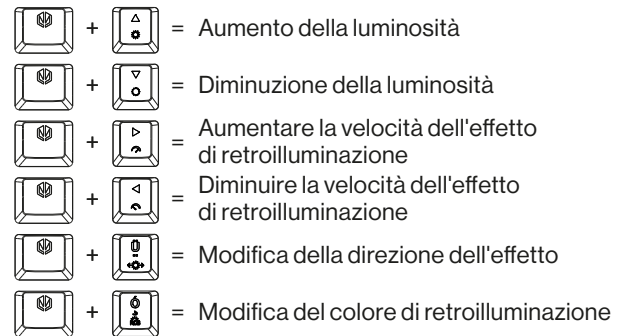 + = Aumento della luminosità
+ = Diminuzione della luminosità
+ = Aumentare la velocità dell'effetto
di retroilluminazione
+ = Diminuire la velocità dell'effetto
di retroilluminazione
+ = Modifica della direzione dell'effetto
+ = Modifica del colore di retroilluminazione